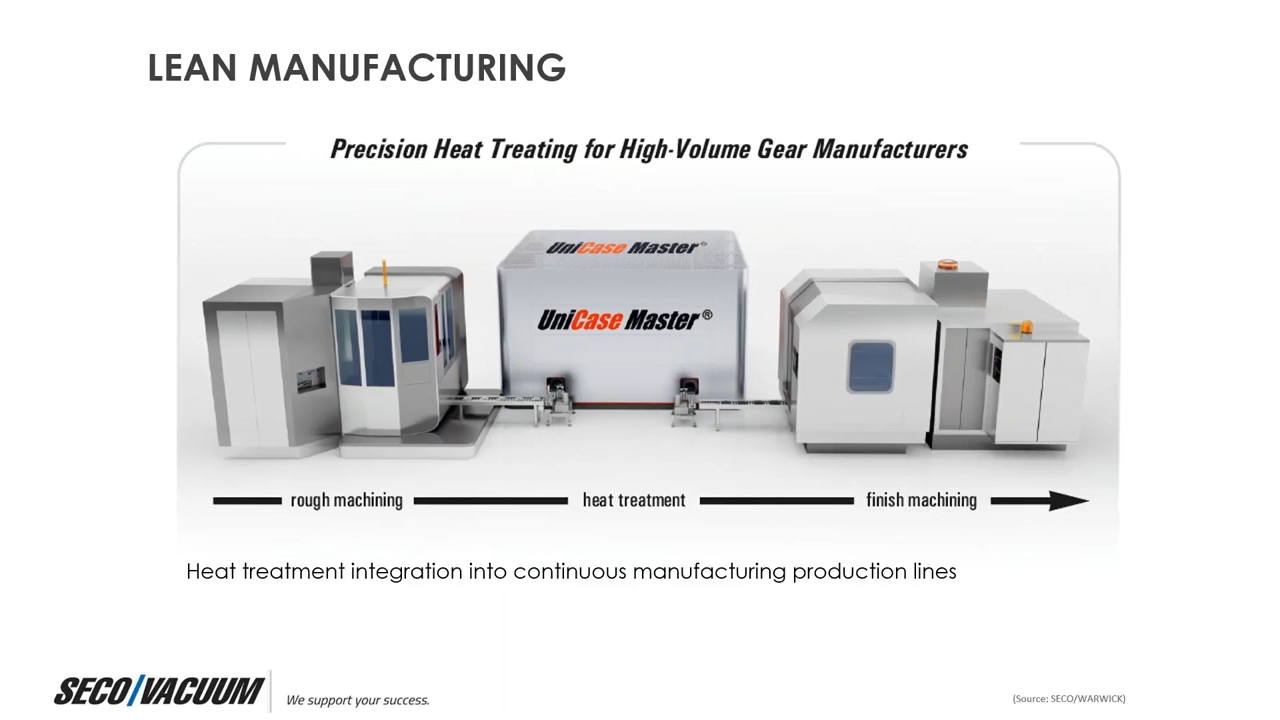 LEAN MANUFACTURING
Precision Heat Treating for High-Volume Gear Manufacturers
UniCase Master®
UniCase Master®
rough machining
heat treatment
finish machining
Heat treatment integration into continuous manufacturing production lines
SECO/VACUUM
We support your success.
(Source: SECO/WARWICK)